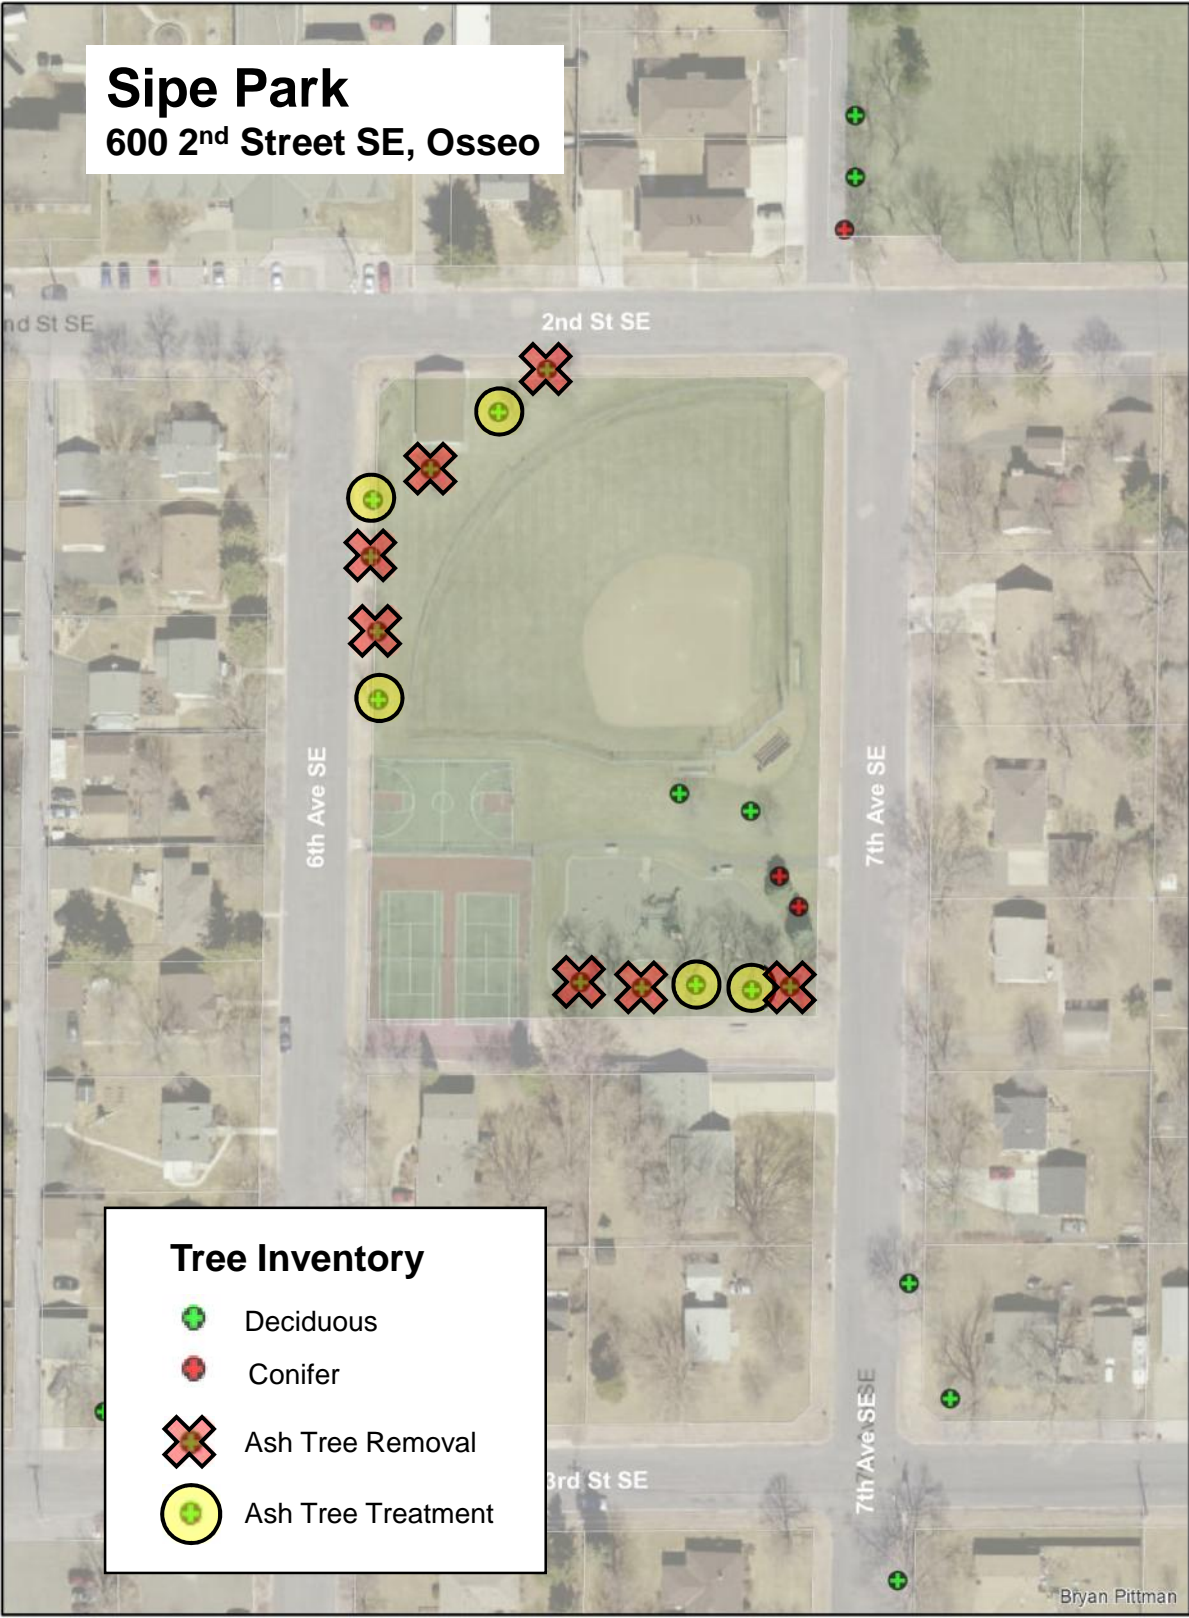 Sipe Park
600 2nd Street SE, Osseo
nd St SE
2nd St SE
6th Ave SE
7th Ave SE
7th Ave SE
3rd St SE
Tree Inventory
Deciduous
Conifer
Ash Tree Removal
Ash Tree Treatment
Bryan Pittman